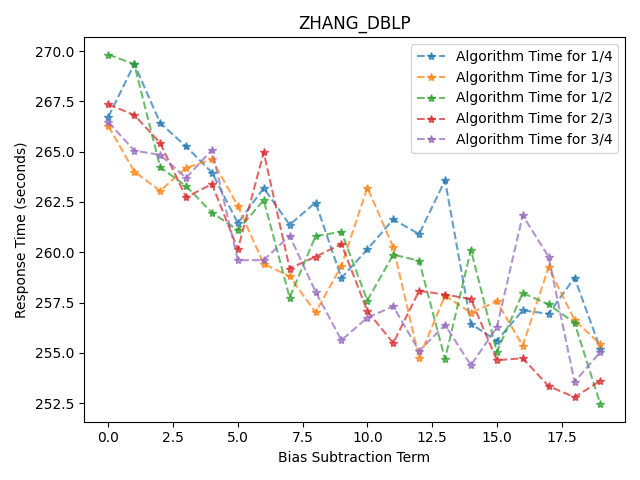 ZHANG_DBLP
Response Time (seconds)
270.0
267.5
265.0
262.5
260.0
257.5
255.0
252.5
Algorithm Time for 1/4
Algorithm Time for 1/3
Algorithm Time for 1/2
Algorithm Time for 2/3
Algorithm Time for 3/4
0.0 2.5 5.0 7.5 10.0 12.5 15.0 17.5
Bias Subtraction Term